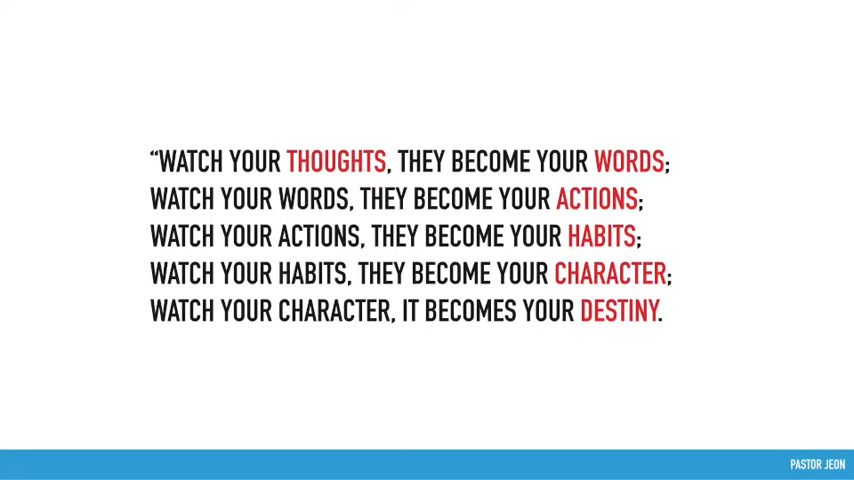 “WATCH YOUR THOUGHTS, THEY BECOME YOUR WORDS;
WATCH YOUR WORDS, THEY BECOME YOUR ACTIONS;
WATCH YOUR ACTIONS, THEY BECOME YOUR HABITS;
WATCH YOUR HABITS, THEY BECOME YOUR CHARACTER;
WATCH YOUR CHARACTER, IT BECOMES YOUR DESTINY.
PASTOR JEON